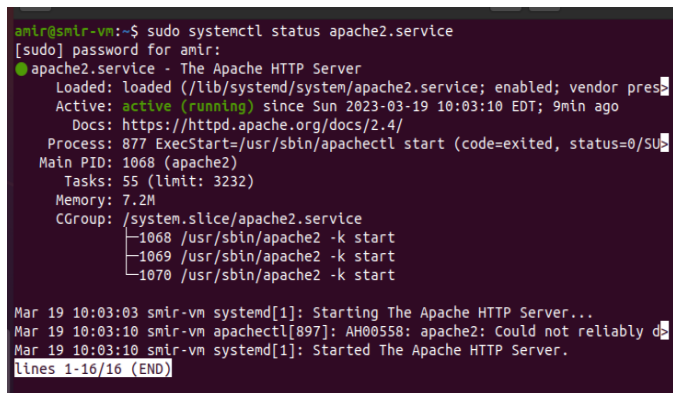 amir@smir-vm:~$ sudo systemctl status apache2.service
[sudo] password for amir:
● apache2.service - The Apache HTTP Server
Loaded: loaded (/lib/systemd/system/apache2.service; enabled; vendor pres>
Active: active (running) since Sun 2023-03-19 10:03:10 EDT; 9min ago
Docs: https://httpd.apache.org/docs/2.4/
Process: 877 ExecStart=/usr/sbin/apachectl start (code=exited, status=0/SU>
Main PID: 1068 (apache2)
Tasks: 55 (limit: 3232)
Memory: 7.2M
CGroup: /system.slice/apache2.service
├─1068 /usr/sbin/apache2 -k start
├─1069 /usr/sbin/apache2 -k start
└─1070 /usr/sbin/apache2 -k start
Mar 19 10:03:03 smir-vm systemd[1]: Starting The Apache HTTP Server...
Mar 19 10:03:10 smir-vm apachectl[897]: AH00558: apache2: Could not reliably d>
Mar 19 10:03:10 smir-vm systemd[1]: Started The Apache HTTP Server.
lines 1-16/16 (END)